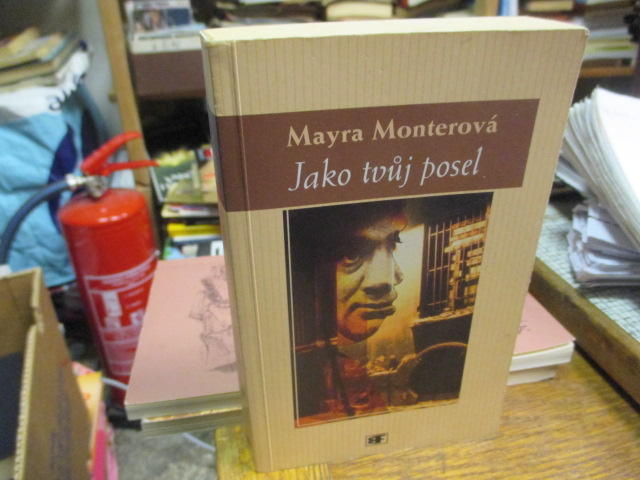 Mayra Monterová
Jako tvůj posel